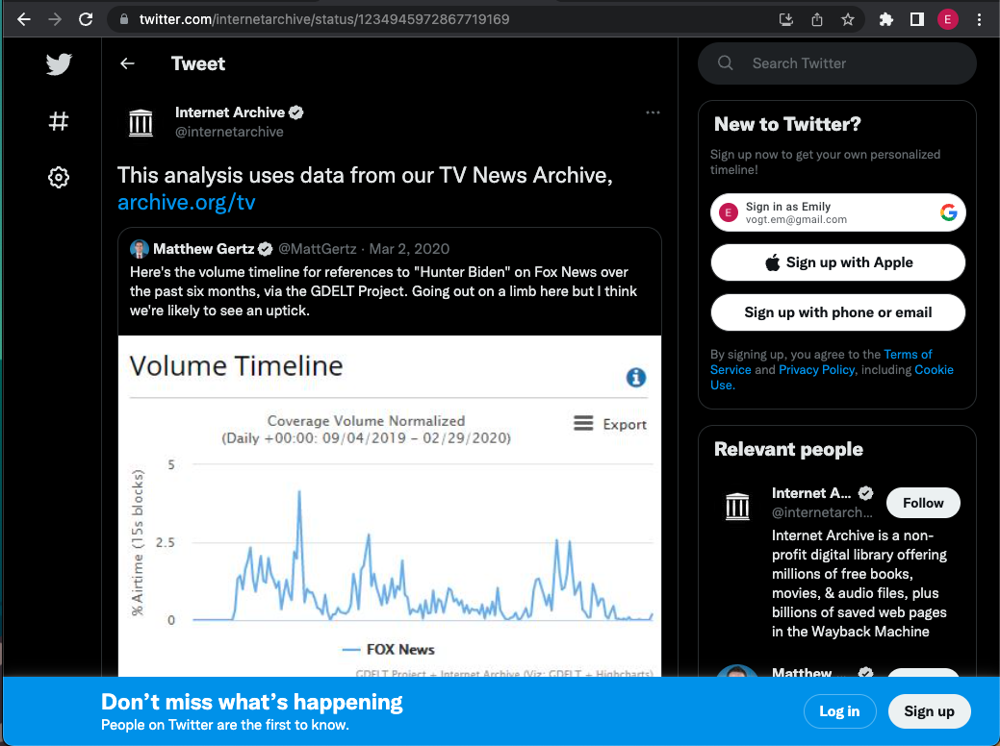 twitter.com/internetarchive/status/1234945972867719169
E
Tweet
Search Twitter
Internet Archive
@internetarchive
This analysis uses data from our TV News Archive,
archive.org/tv
Matthew Gertz @MattGertz · Mar 2, 2020
Here's the volume timeline for references to "Hunter Biden" on Fox News over
the past six months, via the GDELT Project. Going out on a limb here but I think
we're likely to see an uptick.
Volume Timeline
Coverage Volume Normalized
(Daily +00:00: 09/04/2019 - 02/29/2020)
Export
% Airtime (15s blocks)
5
2.5
0
FOX News
GDELT Project + Internet Archive (Viz: GDELT + Highcharts)
New to Twitter?
Sign up now to get your own personalized
timeline!
E
Sign in as Emily
vogt.em@gmail.com
Sign up with Apple
Sign up with phone or email
By signing up, you agree to the Terms of
Service and Privacy Policy, including Cookie
Use.
Relevant people
Internet A...
@internetarch...
Follow
Internet Archive is a non-
profit digital library offering
millions of free books,
movies, & audio files, plus
billions of saved web pages
in the Wayback Machine
Matthew
Don't miss what's happening
People on Twitter are the first to know.
Log in
Sign up